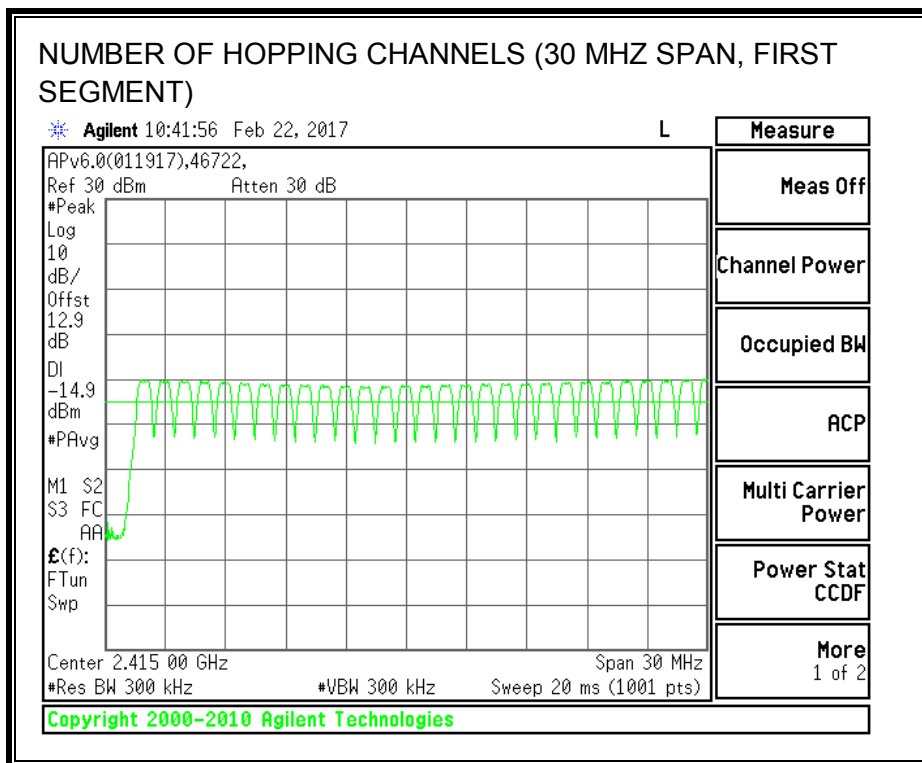 NUMBER OF HOPPING CHANNELS (30 MHZ SPAN, FIRST
SEGMENT)
Agilent 10:41:56 Feb 22, 2017 L
APv6.0(011917),46722,
Ref 30 dBm Atten 30 dB
#Peak
Log
10
dB/
Offst
12.9
dB
DI
-14.9
dBm
#PAvg
M1 S2
S3 FC
AA
£(f):
FTun
Swp
Center 2.415 00 GHz Span 30 MHz
#Res BW 300 kHz #VBW 300 kHz Sweep 20 ms (1001 pts)
Copyright 2000-2010 Agilent Technologies
Measure
Meas Off
Channel Power
Occupied BW
ACP
Multi Carrier
Power
Power Stat
CCDF
More
1 of 2